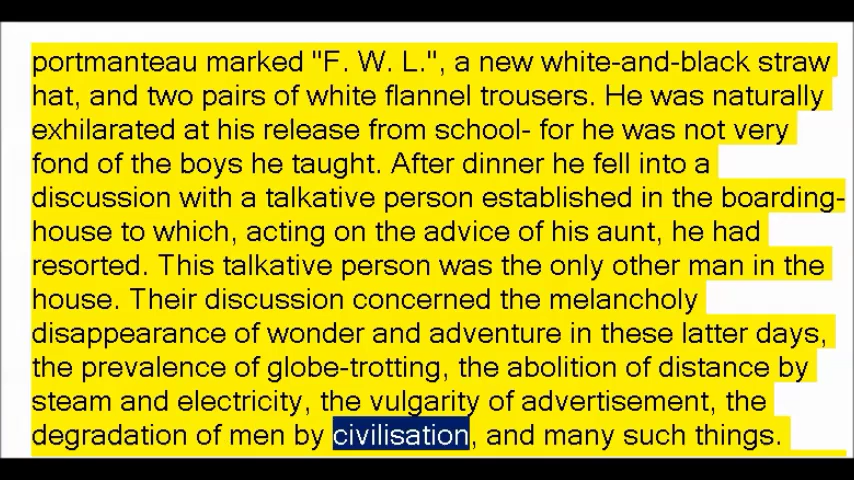 portmanteau marked "F. W. L.", a new white-and-black straw
hat, and two pairs of white flannel trousers. He was naturally
exhilarated at his release from school- for he was not very
fond of the boys he taught. After dinner he fell into a
discussion with a talkative person established in the boarding-
house to which, acting on the advice of his aunt, he had
resorted. This talkative person was the only other man in the
house. Their discussion concerned the melancholy
disappearance of wonder and adventure in these latter days,
the prevalence of globe-trotting, the abolition of distance by
steam and electricity, the vulgarity of advertisement, the
degradation of men by civilisation, and many such things.